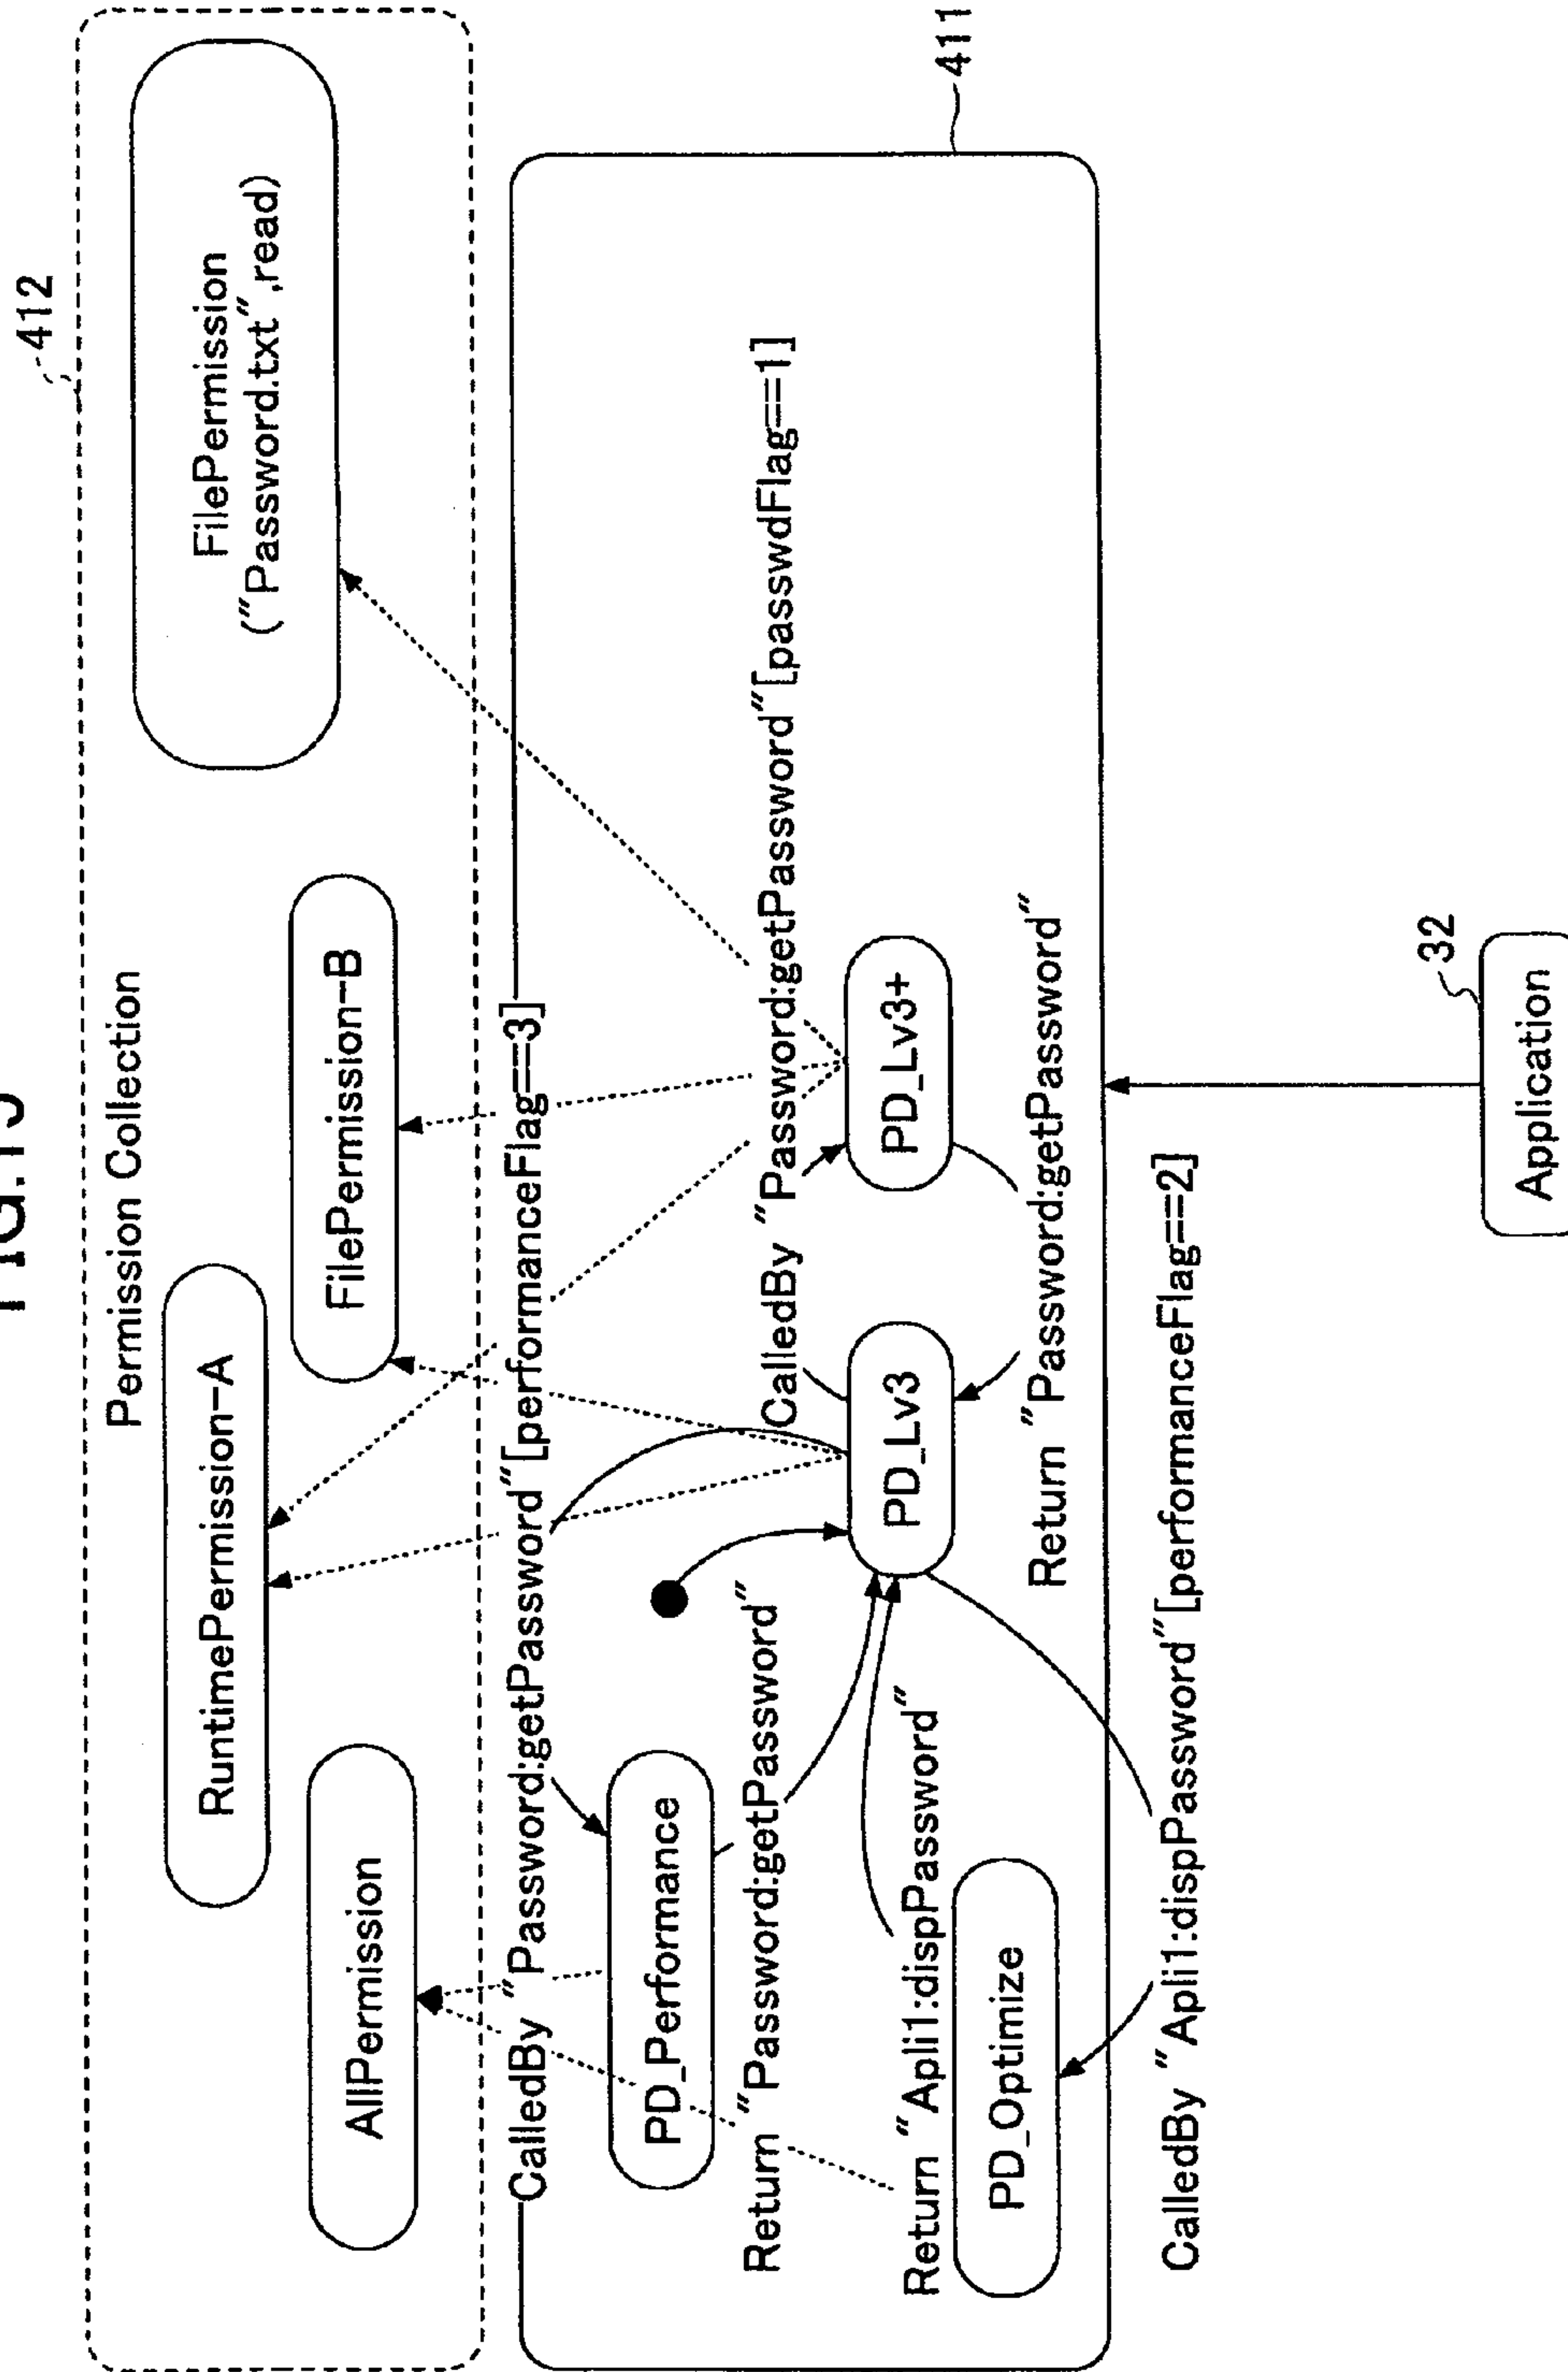 412
Permission Collection
AllPermission
RuntimePermission-A
FilePermission-B
FilePermission
("Password.txt",read)
CalledBy "Password:getPassword"[performanceFlag==3]
PD_Performance
Return "Password:getPassword"
CalledBy "Password:getPassword"[passwdFlag==1]
Return "Apli1:dispPassword"
PD_Lv3
PD_Lv3+
PD_Optimize
Return "Password:getPassword"
411
CalledBy "Apli1:dispPassword"[performanceFlag==2]
32
Application